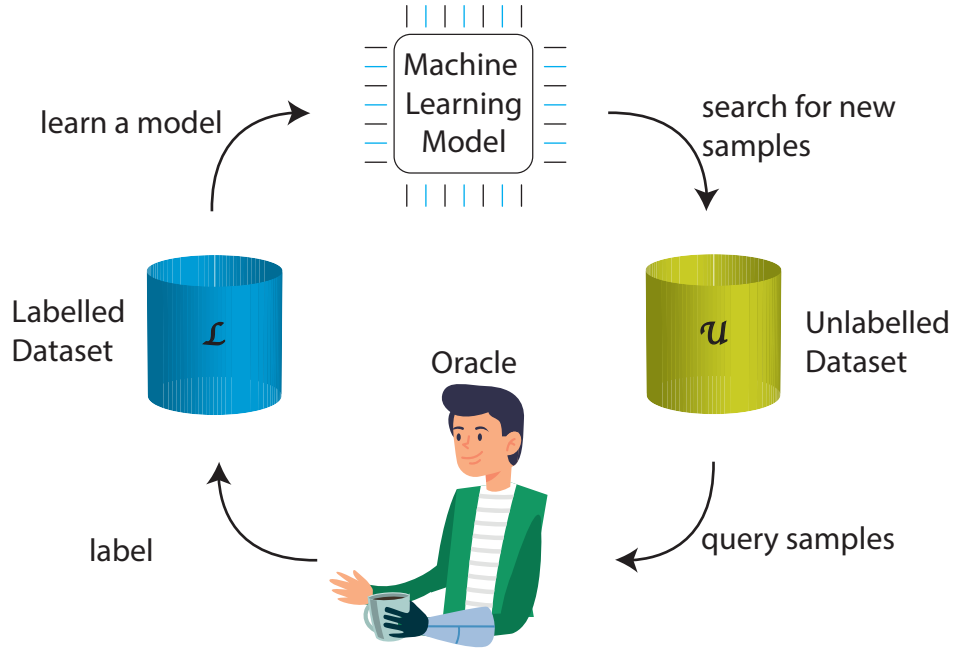 Machine
Learning
Model
learn a model
search for new
samples
Labelled
Dataset
ℒ
𝒰
Unlabelled
Dataset
Oracle
label
query samples